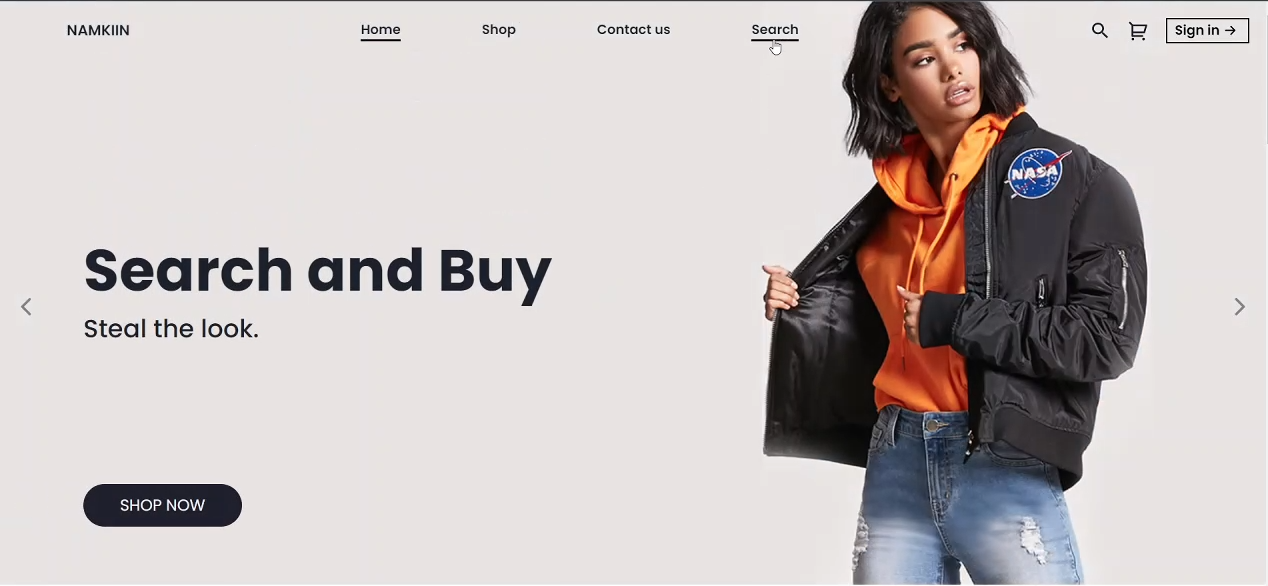 NAMKIIN
Home
Shop
Contact us
Search
Sign in →
NASA
Search and Buy
Steal the look.
SHOP NOW